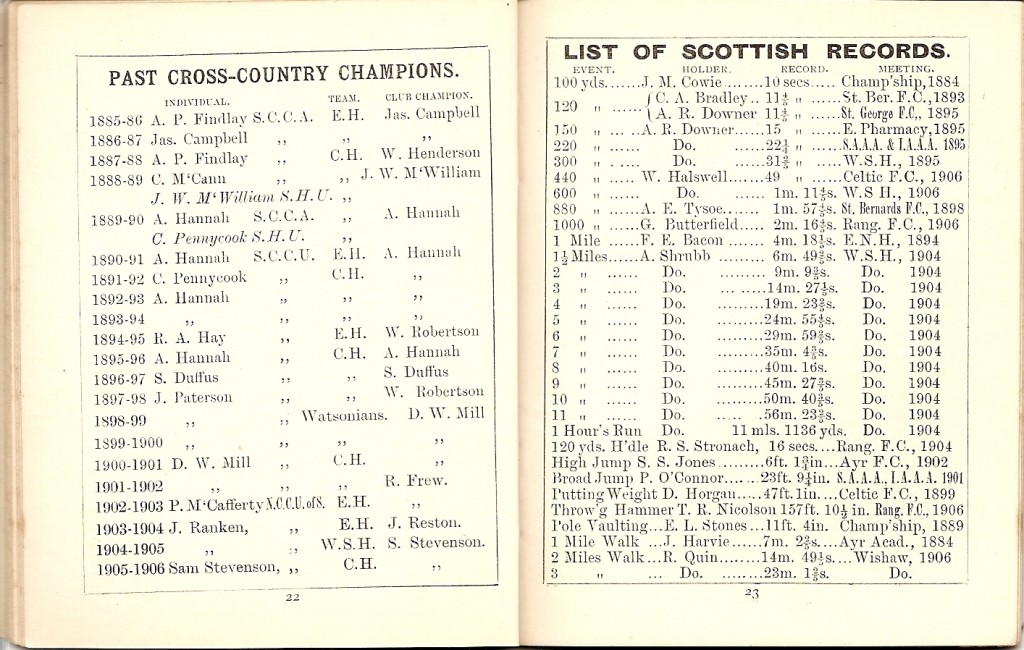 PAST CROSS-COUNTRY CHAMPIONS.
INDIVIDUAL. TEAM. CLUB CHAMPION.
1885-86 A. P. Findlay S.C.C.A. E.H. Jas. Campbell
1886-87 Jas. Campbell ,, ,, ,,
1887-88 A. P. Findlay ,, C.H. W. Henderson
1888-89 C. M‘Cann ,, ,, J. W. M‘William
J. W. M‘William S.H.U. ,,
1889-90 A. Hannah S.C.C.A. ,, A. Hannah
C. Pennycook S.H.U. ,,
1890-91 A. Hannah S.C.C.U. E.H. A. Hannah
1891-92 C. Pennycook ,, C.H. ,,
1892-93 A. Hannah ,, ,, ,,
1893-94 ,, ,, ,, ,,
1894-95 R. A. Hay ,, E.H. W. Robertson
1895-96 A. Hannah ,, C.H. A. Hannah
1896-97 S. Duffus ,, ,, S. Duffus
1897-98 J. Paterson ,, ,, W. Robertson
1898-99 ,, ,, Watsonians. D. W. Mill
1899-1900 ,, ,, ,, ,,
1900-1901 D. W. Mill ,, C.H. ,,
1901-1902 ,, ,, ,, R. Frew.
1902-1903 P. M‘Cafferty N.C.C.U. of S. E.H. ,,
1903-1904 J. Ranken, ,, E.H. J. Reston.
1904-1905 ,, ,, W.S.H. S. Stevenson.
1905-1906 Sam Stevenson, ,, C.H. ,,
22
LIST OF SCOTTISH RECORDS.
EVENT. HOLDER. RECORD. MEETING.
100 yds.......J. M. Cowie........10 secs..... Champ'ship, 1884
120 ,, ...... { C. A. Bradley.. 11⅘ ,, ......St. Ber. F.C., 1893
A. R. Downer 11⅘ ,, ...... St. George F.C., 1895
150 ,, ... ..A. R. Downer.....15 ,, ..... E. Pharmacy, 1895
220 ,, ...... Do. ......22¼ ,, ......S.A.A.A. & I.A.A.A. 1895
300 ,, . .... Do. ......31⅖ ,, ......W.S.H., 1895
440 ,, ..... W. Halswell.....49 ,, ......Celtic F.C., 1906
600 ,, ...... Do. 1m. 11⅘s. W.S H., 1906
880 ,, ......A. E. Tysoe...... 1m. 57⅘s. St. Bernards F.C., 1898
1000 ,, ......G. Butterfield..... 2m. 16⅘s. Rang. F.C., 1906
1 Mile ......F. E. Bacon ....... 4m. 18⅕s. E.N.H., 1894
1½ Miles......A. Shrubb ......... 6m. 49⅖s. W.S.H., 1904
2 ,, ...... Do. ......... 9m. 9⅗s. Do. 1904
3 ,, ...... Do. ... .....14m. 27⅕s. Do. 1904
4 ,, ...... Do. .........19m. 23⅖s. Do. 1904
5 ,, ...... Do. .........24m. 55⅘s. Do. 1904
6 ,, ...... Do. .........29m. 59⅖s. Do. 1904
7 ,, ...... Do. .........35m. 4⅗s. Do. 1904
8 ,, ...... Do. .........40m. 16s. Do. 1904
9 ,, ...... Do. .........45m. 27⅗s. Do. 1904
10 ,, ...... Do. .........50m. 40⅗s. Do. 1904
11 ,, ...... Do. ..... ..56m. 23⅖s. Do. 1904
1 Hour's Run Do. 11 mls. 1136 yds. Do. 1904
120 yds. H'dle R. S. Stronach, 16 secs....Rang. F.C., 1904
High Jump S. S. Jones .........6ft. 1¾in...Ayr F.C., 1902
Broad Jump P. O'Connor.....23ft. 9¼in. S.A.A.A., I.A.A.A. 1901
Putting Weight D. Horgan.....47ft. 1in....Celtic F.C., 1899
Throw'g Hammer T. R. Nicolson 157ft. 10½ in. Rang. F.C., 1906
Pole Vaulting...E. L. Stones ...11ft. 4in. Champ'ship, 1889
1 Mile Walk ...J. Harvie......7m. 2⅖s....Ayr Acad., 1884
2 Miles Walk...R. Quin........14m. 49⅕s....Wishaw, 1906
3 ,, ... Do. ........23m. 1⅗s. Do.
23